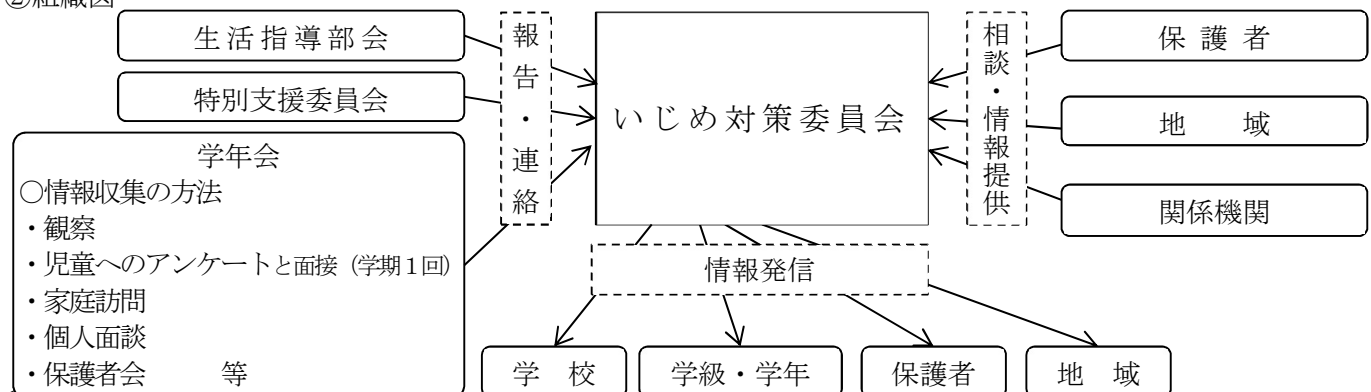 ②組織図
生活指導部会
特別支援委員会
学年会
○情報収集の方法
・観察
・児童へのアンケートと面接（学期１回）
・家庭訪問
・個人面談
・保護者会　　　等
報告・連絡
いじめ対策委員会
相談・情報提供
保 護 者
地　　域
関係機関
情報発信
学　校
学級・学年
保護者
地　域